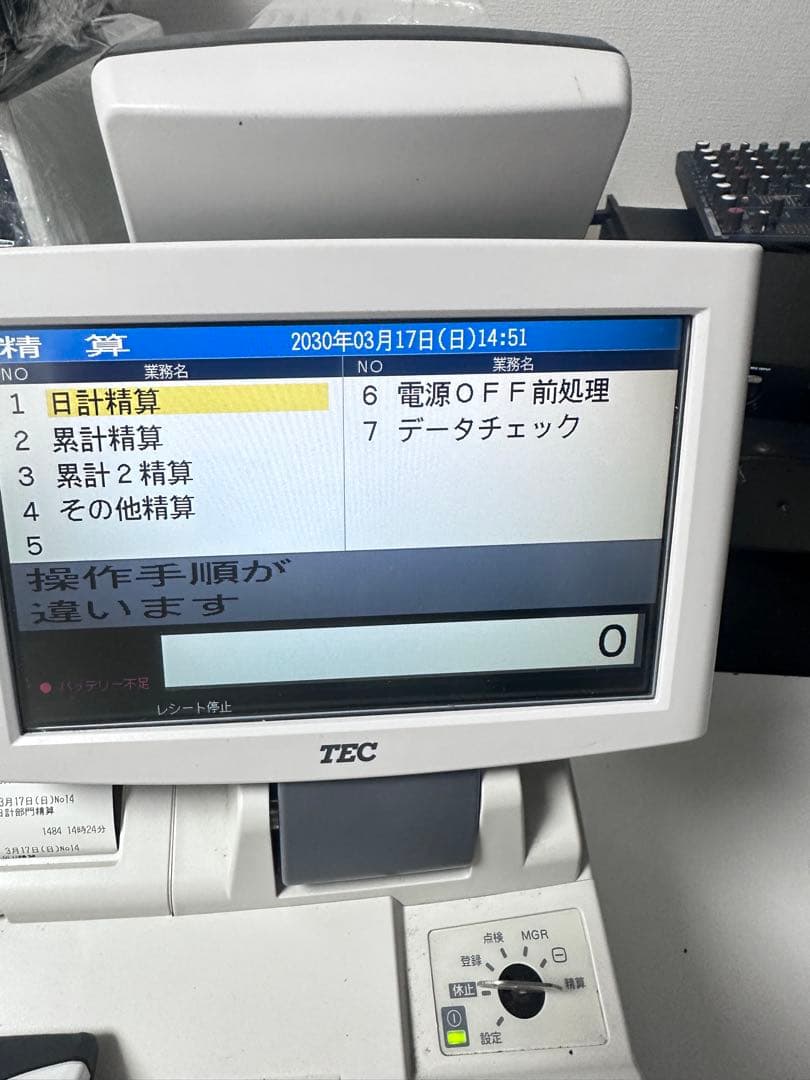 精 算 2030年03月17日(日)14:51
NO 業務名 NO 業務名
1 日計精算 6 電源OFF前処理
2 累計精算 7 データチェック
3 累計2精算
4 その他精算
5
操作手順が
違います
0
バッテリー不足
レシート停止
TEC
3月17日(日)No14
日計部門精算
1484 14時24分
3月17日(日)No14
点検 MGR
登録
休止 精算
設定